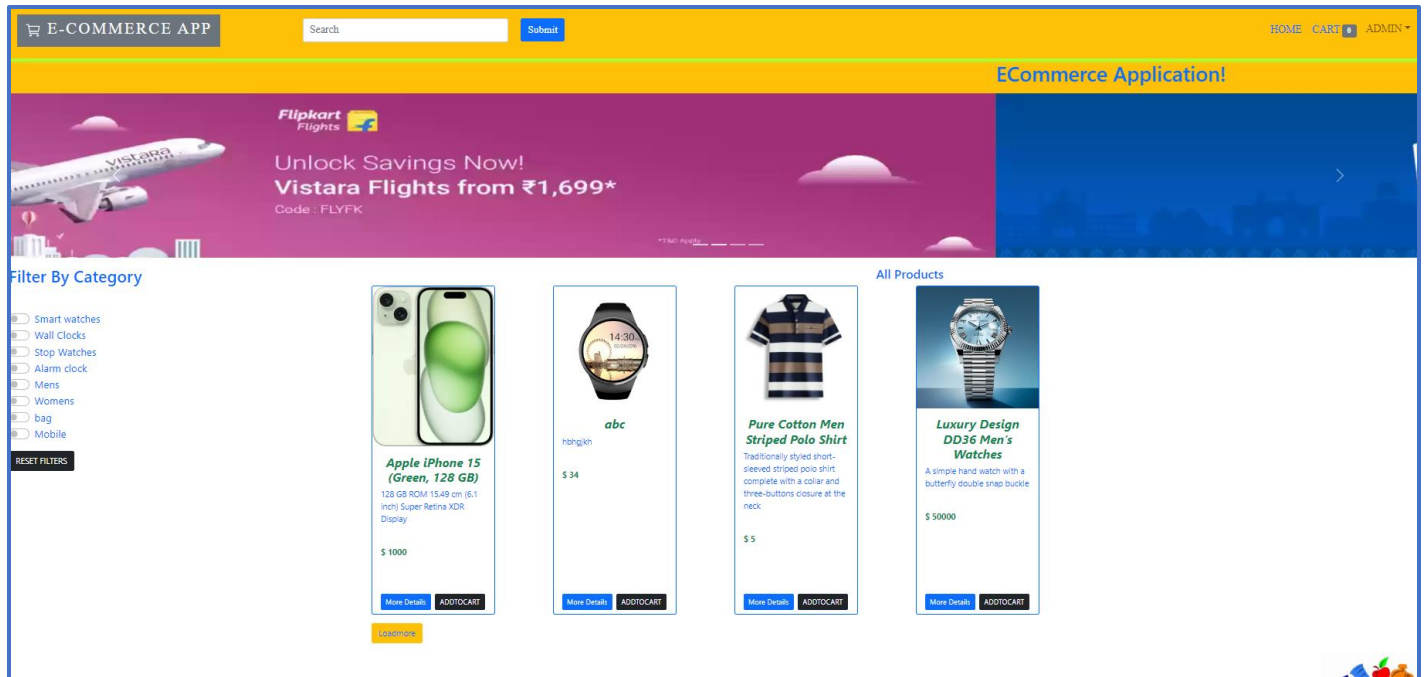 E-COMMERCE APP
Search
Submit
HOME CART 0 ADMIN
ECommerce Application!
Flipkart
Flights
VISTARA
Unlock Savings Now!
Vistara Flights from ₹1,699*
Code : FLYFK
*T&C Apply
Filter By Category
All Products
Smart watches
Wall Clocks
Stop Watches
Alarm clock
Mens
Womens
bag
Mobile
RESET FILTERS
Apple iPhone 15
(Green, 128 GB)
128 GB ROM 15.49 cm (6.1
inch) Super Retina XDR
Display
$ 1000
More Details ADDTOCART
14:30
abc
hbhgjkh
$ 34
More Details ADDTOCART
Pure Cotton Men
Striped Polo Shirt
Traditionally styled short-
sleeved striped polo shirt
complete with a collar and
three-buttons closure at the
neck
$ 5
More Details ADDTOCART
Luxury Design
DD36 Men's
Watches
A simple hand watch with a
butterfly double snap buckle
$ 50000
More Details ADDTOCART
Loadmore